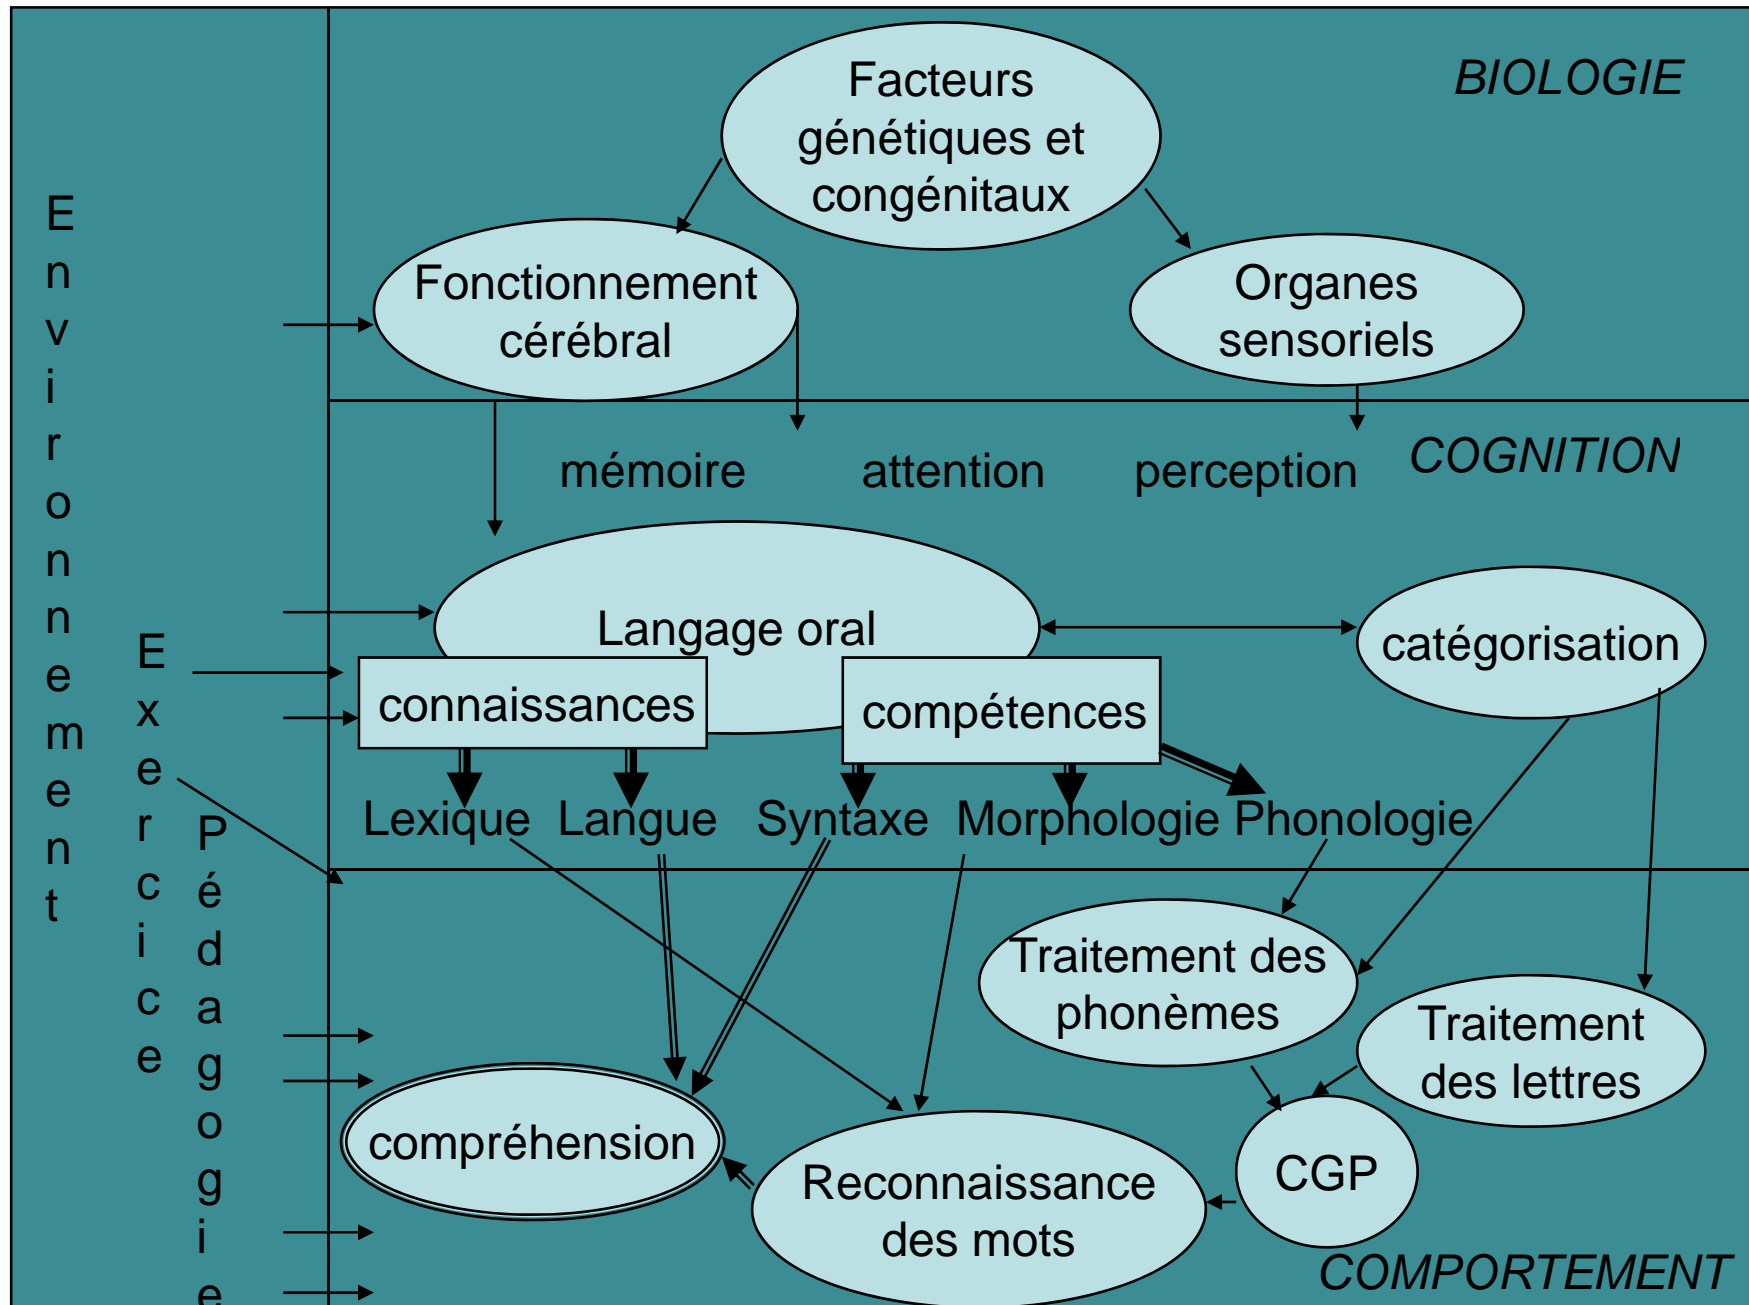 BIOLOGIE
Facteurs
génétiques et
congénitaux
Fonctionnement
cérébral
Organes
sensoriels
Environnement
Exercice
Pédagogie
COGNITION
mémoire attention perception
Langage oral
catégorisation
connaissances
compétences
Lexique Langue Syntaxe Morphologie Phonologie
Traitement des
phonèmes
Traitement
des lettres
compréhension
Reconnaissance
des mots
CGP
COMPORTEMENT